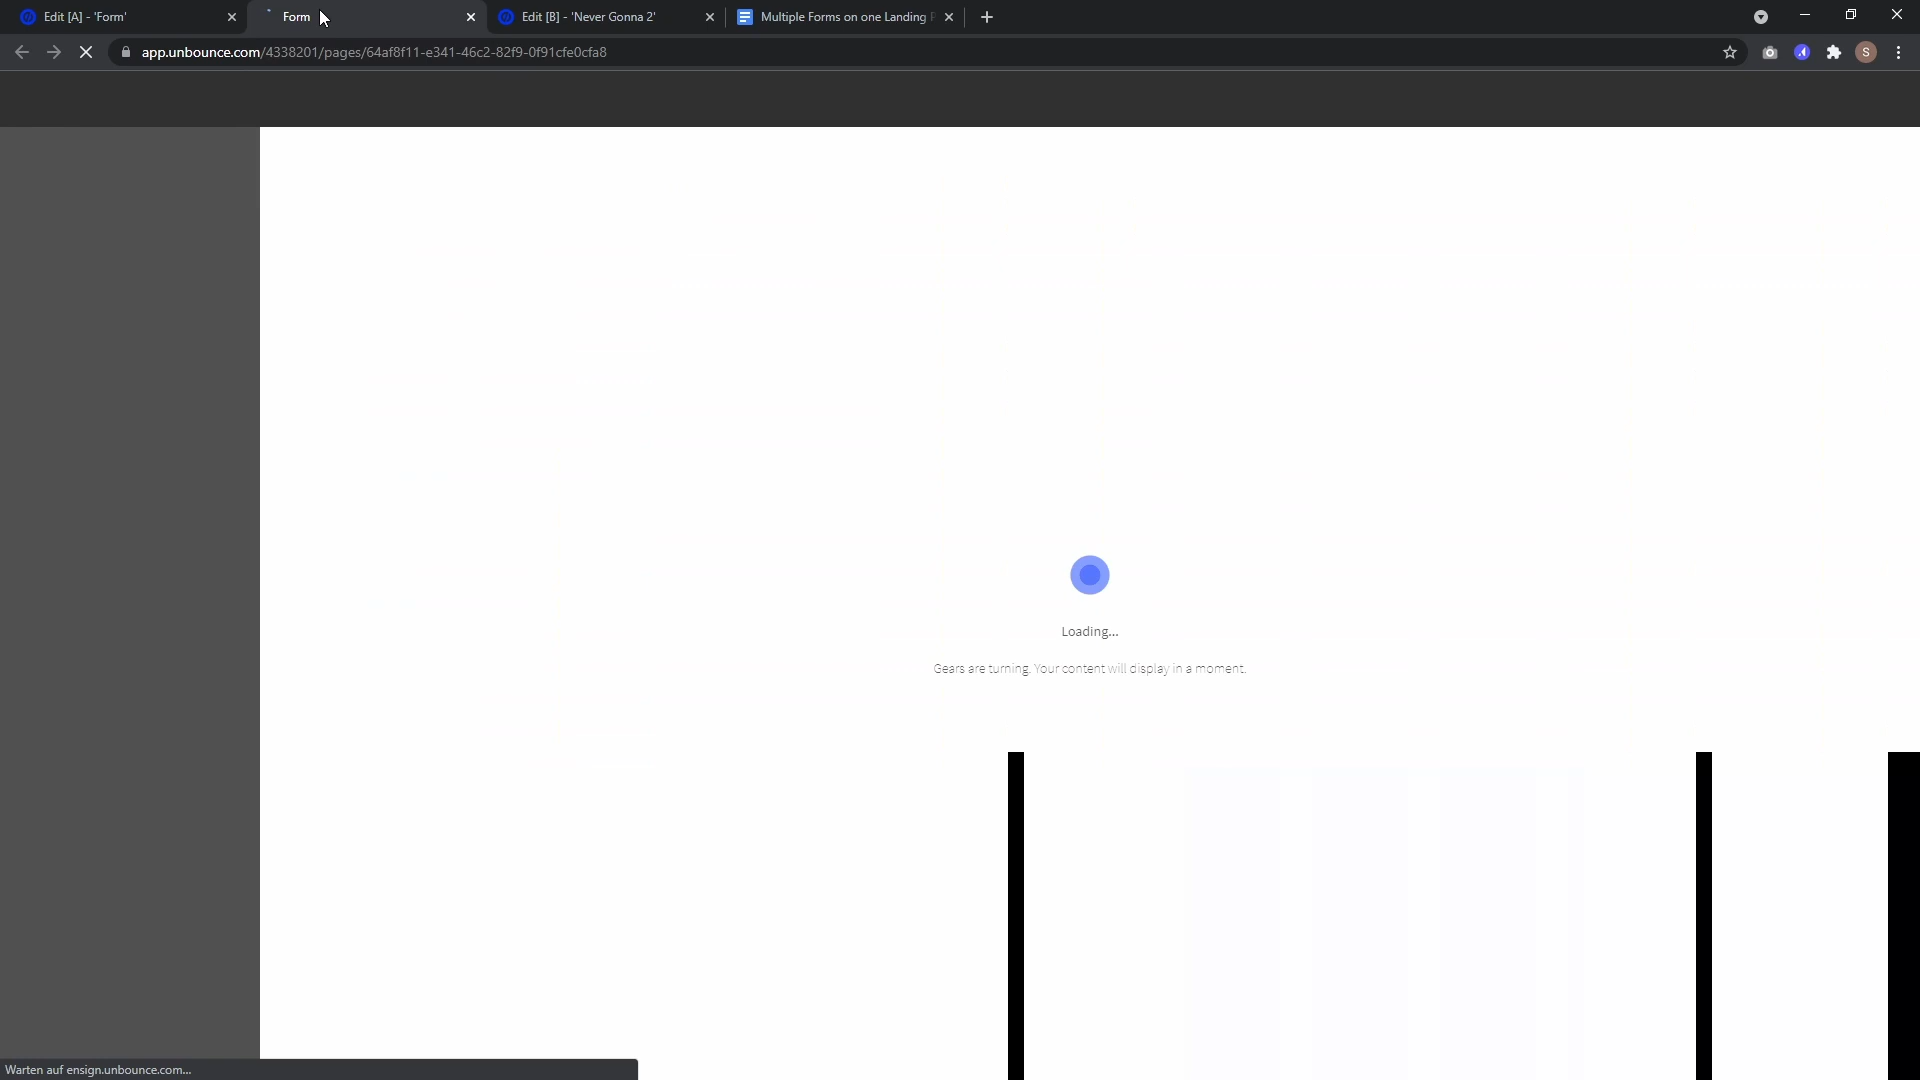 Edit [A] - 'Form'
Form
Edit [B] - 'Never Gonna 2'
Multiple Forms on one Landing
app.unbounce.com/4338201/pages/64af8f11-e341-46c2-82f9-0f91cfe0cfa8
S
Loading...
Gears are turning. Your content will display in a moment.
Warten auf ensign.unbounce.com...